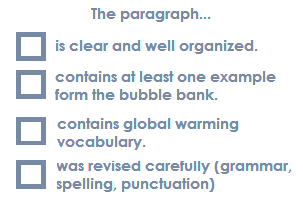 The paragraph...
is clear and well organized.
contains at least one example
form the bubble bank.
contains global warming
vocabulary.
was revised carefully (grammar,
spelling, punctuation)